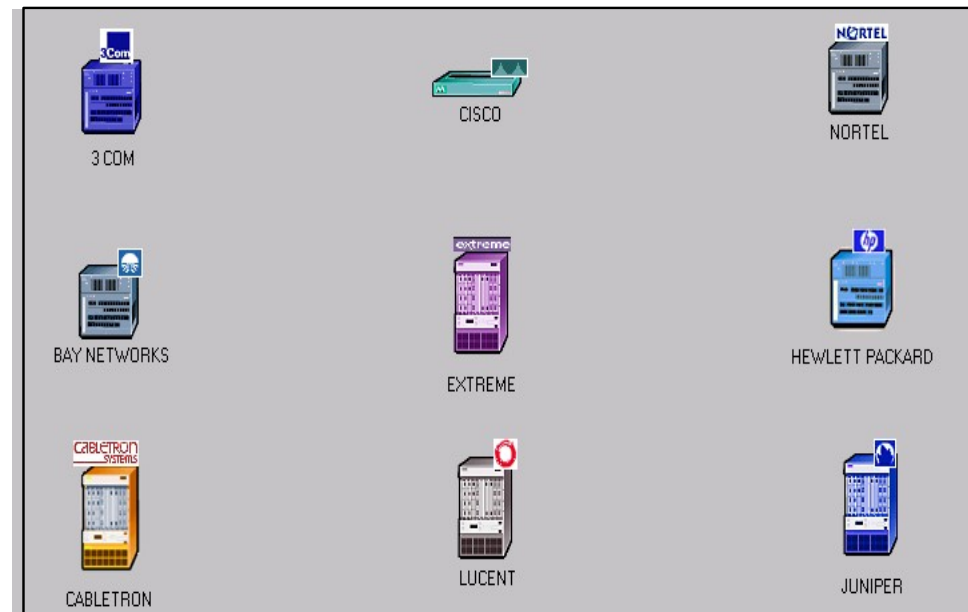 3Com
3 COM
CISCO
NORTEL
NORTEL
BAY NETWORKS
extreme
EXTREME
hp
HEWLETT PACKARD
CABLETRON
SYSTEMS
CABLETRON
LUCENT
JUNIPER